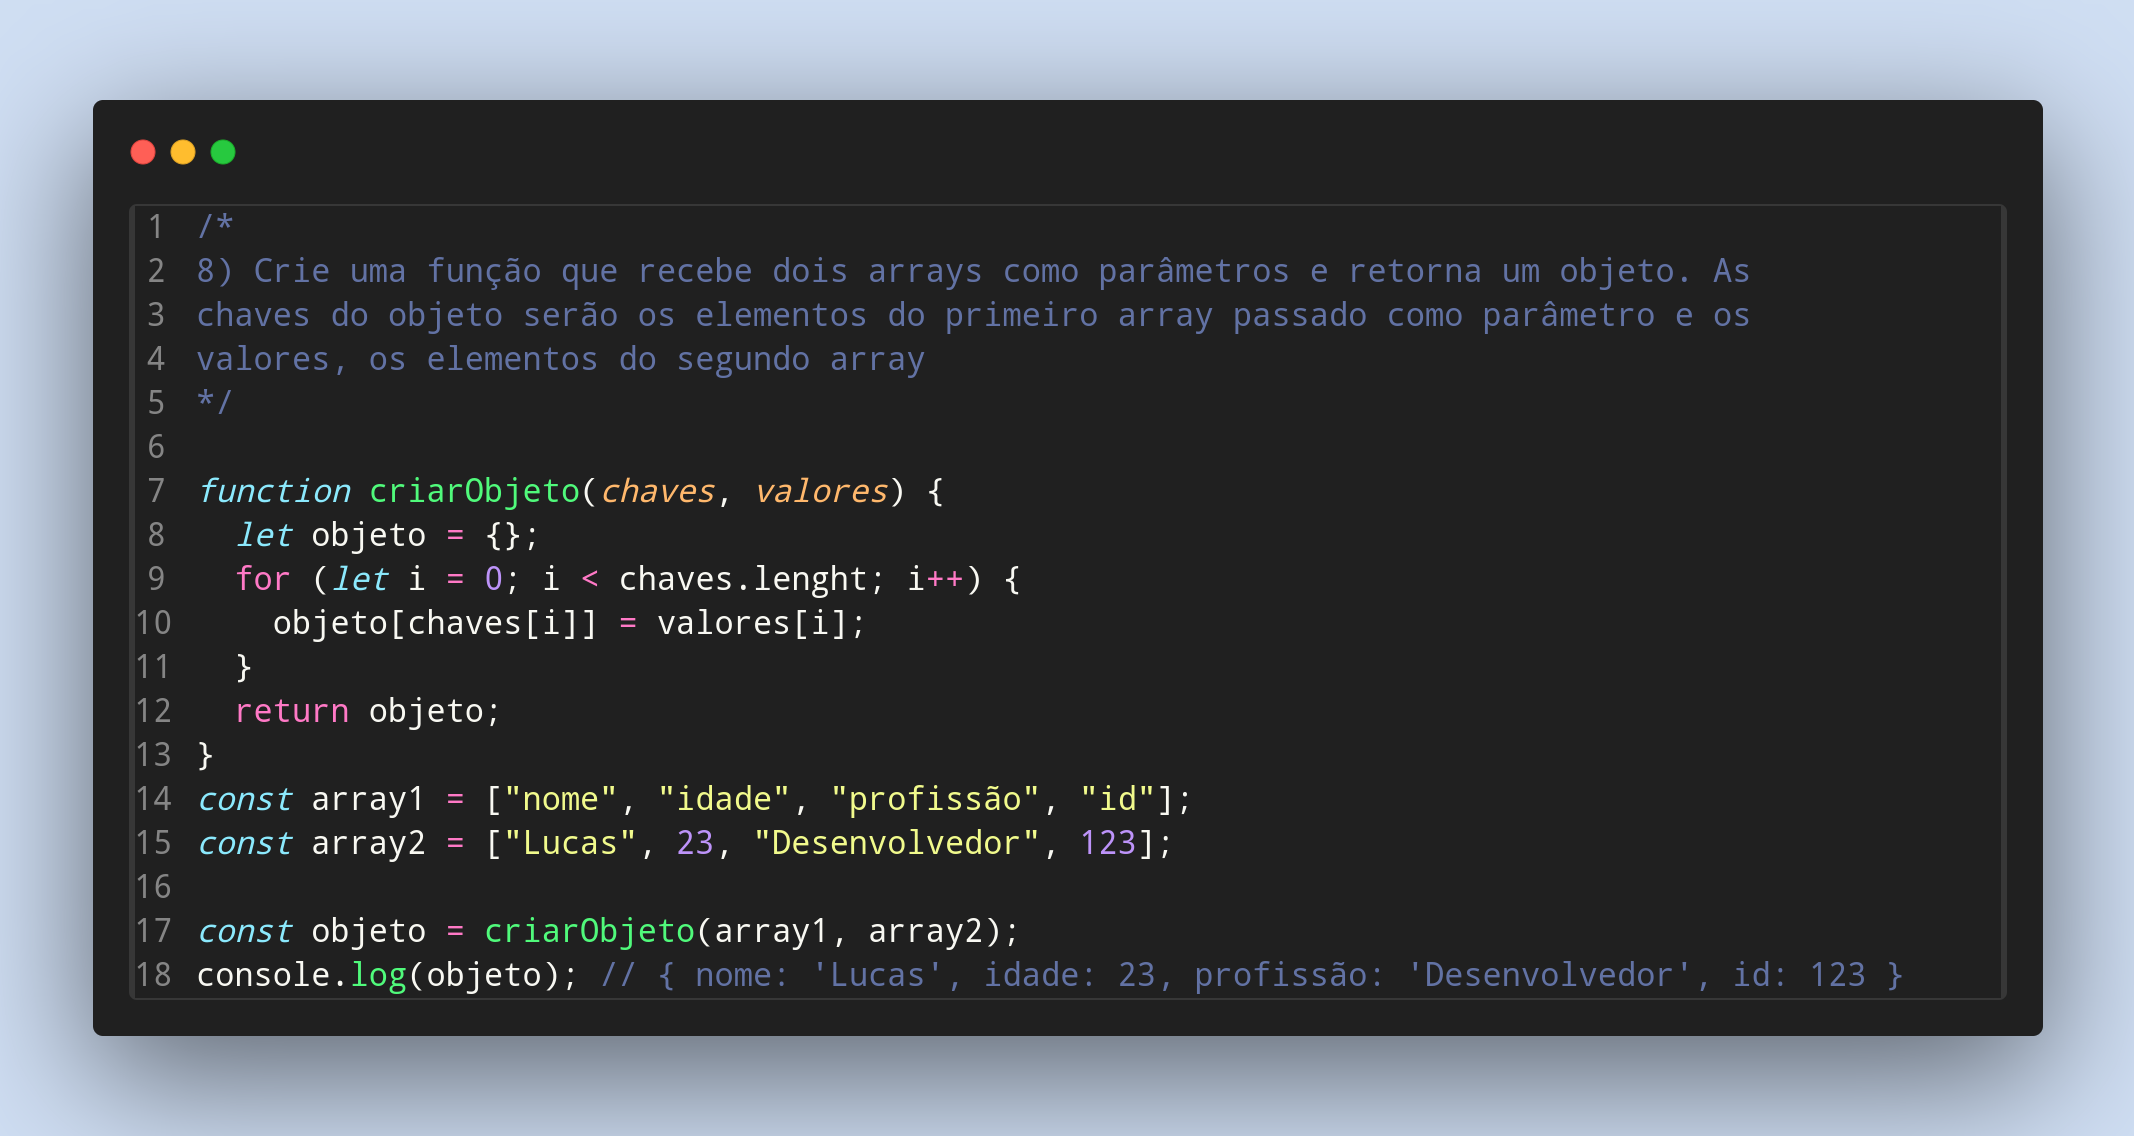 1 /*
2 8) Crie uma função que recebe dois arrays como parâmetros e retorna um objeto. As
3 chaves do objeto serão os elementos do primeiro array passado como parâmetro e os
4 valores, os elementos do segundo array
5 */
6
7 function criarObjeto(chaves, valores) {
8   let objeto = {};
9   for (let i = 0; i < chaves.lenght; i++) {
10     objeto[chaves[i]] = valores[i];
11   }
12   return objeto;
13 }
14 const array1 = ["nome", "idade", "profissão", "id"];
15 const array2 = ["Lucas", 23, "Desenvolvedor", 123];
16
17 const objeto = criarObjeto(array1, array2);
18 console.log(objeto); // { nome: 'Lucas', idade: 23, profissão: 'Desenvolvedor', id: 123 }